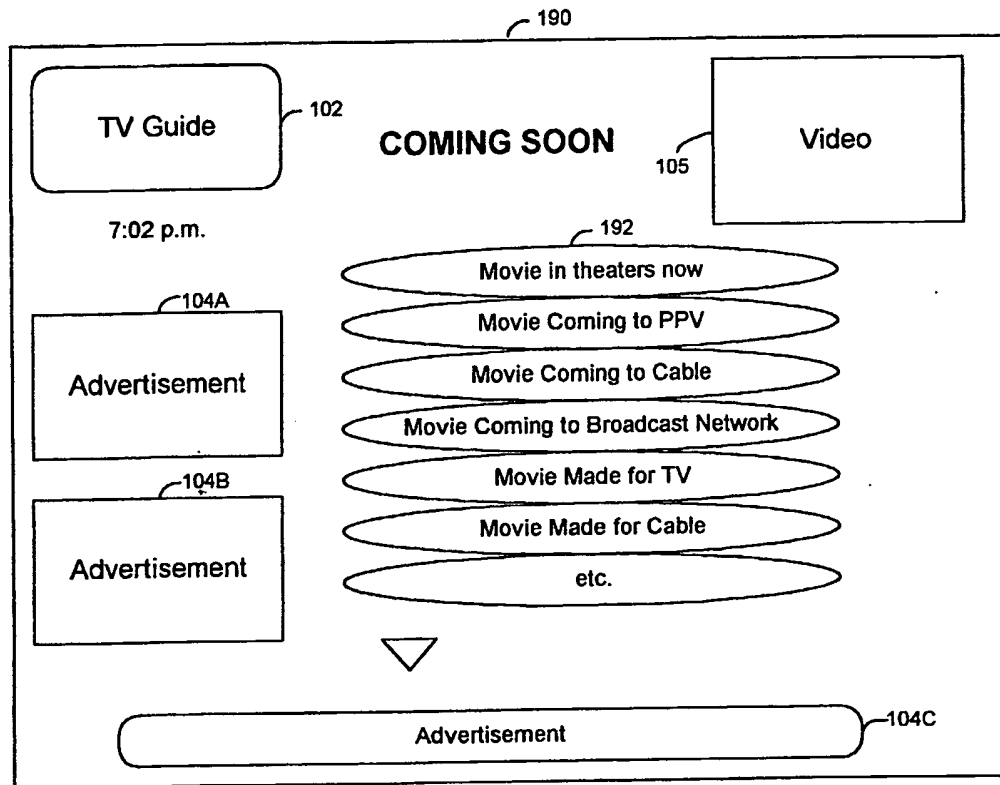 190
TV Guide
102
COMING SOON
105
Video
7:02 p.m.
192
Movie in theaters now
Movie Coming to PPV
Movie Coming to Cable
Movie Coming to Broadcast Network
Movie Made for TV
Movie Made for Cable
etc.
104A
Advertisement
104B
Advertisement
Advertisement
104C